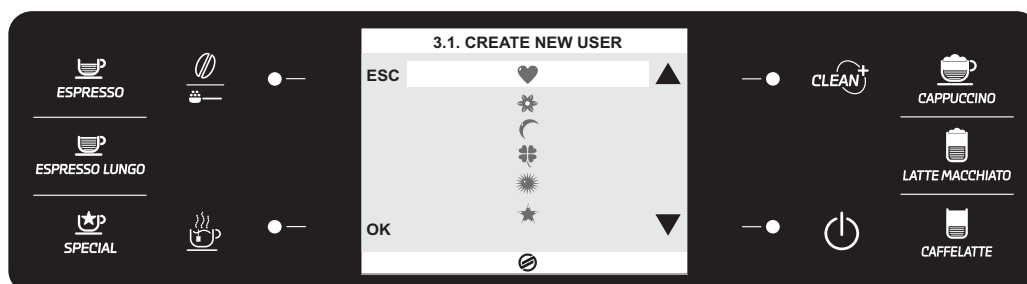 3.1. CREATE NEW USER
ESC
OK
ESPRESSO
ESPRESSO LUNGO
SPECIAL
CLEAN+
CAPPUCCINO
LATTE MACCHIATO
CAFFELATTE